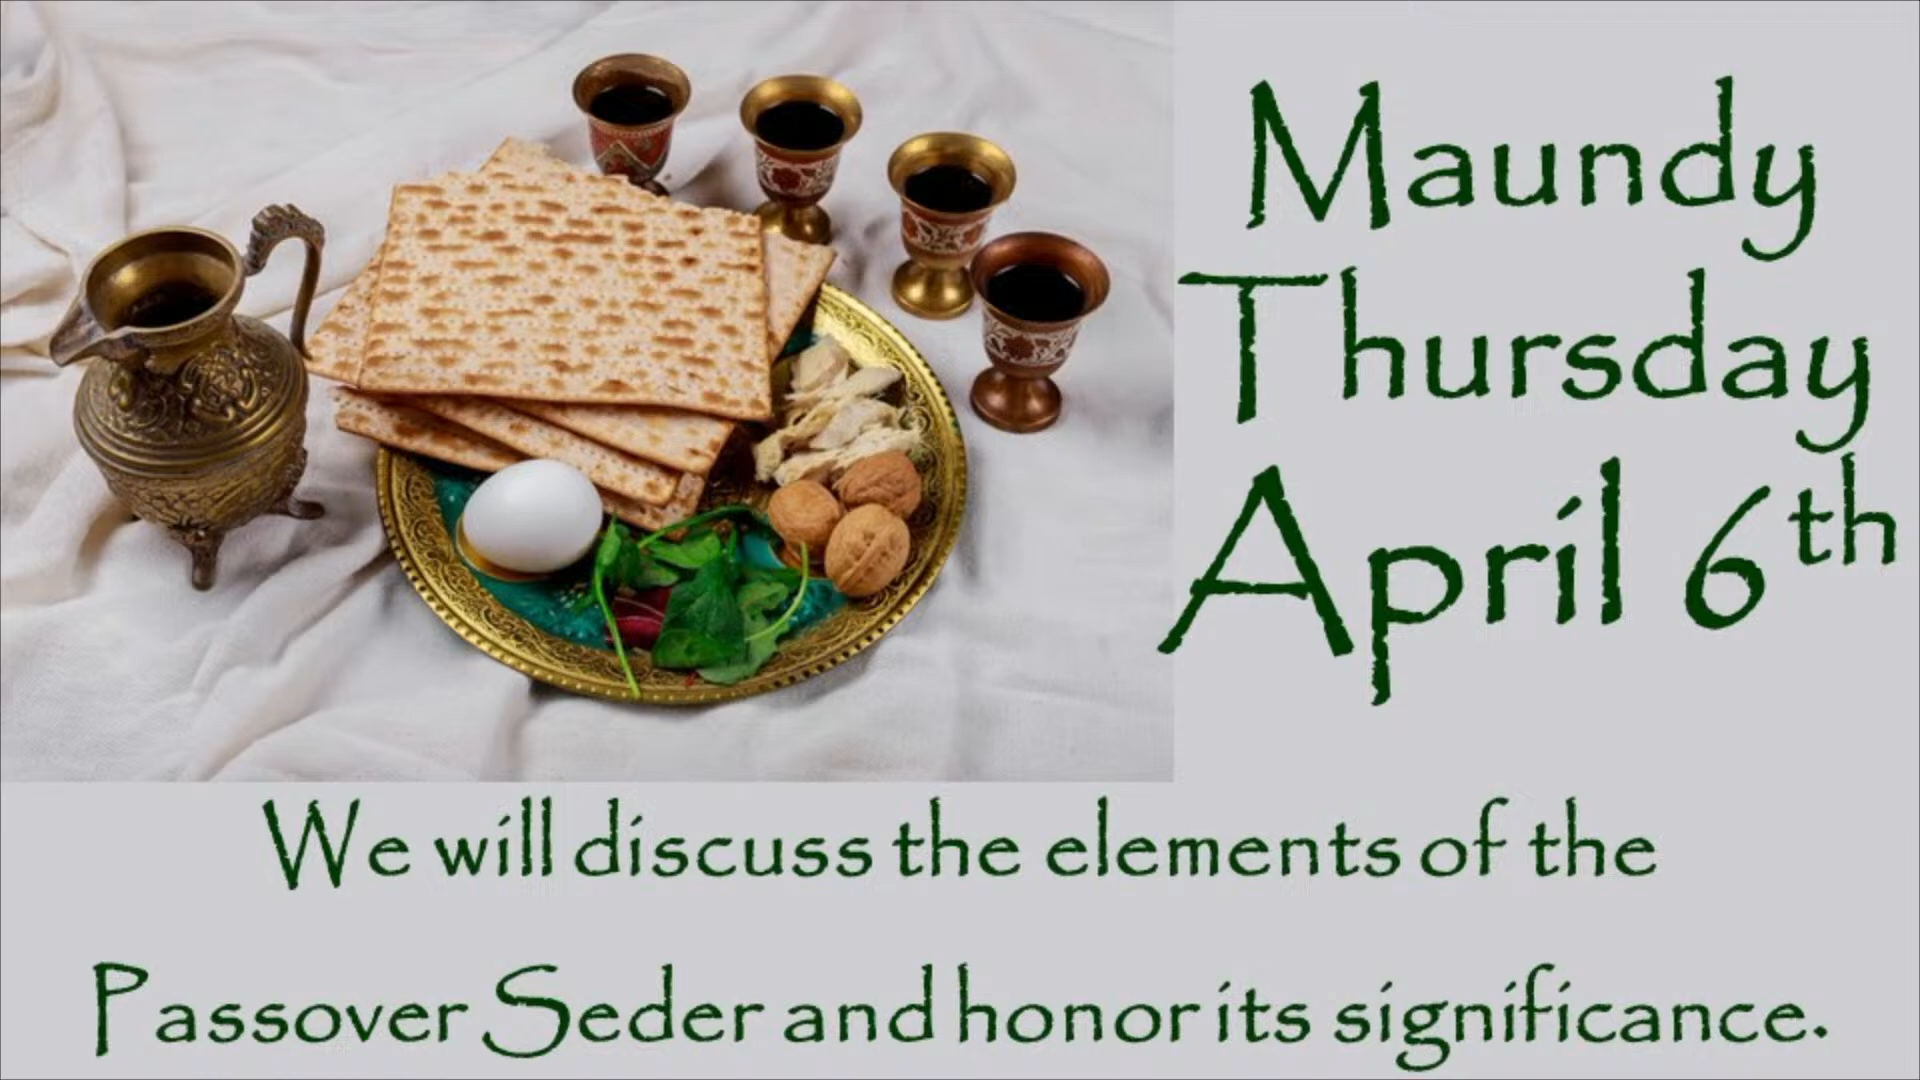 Maundy
Thursday
April 6th
We will discuss the elements of the
Passover Seder and honor its significance.